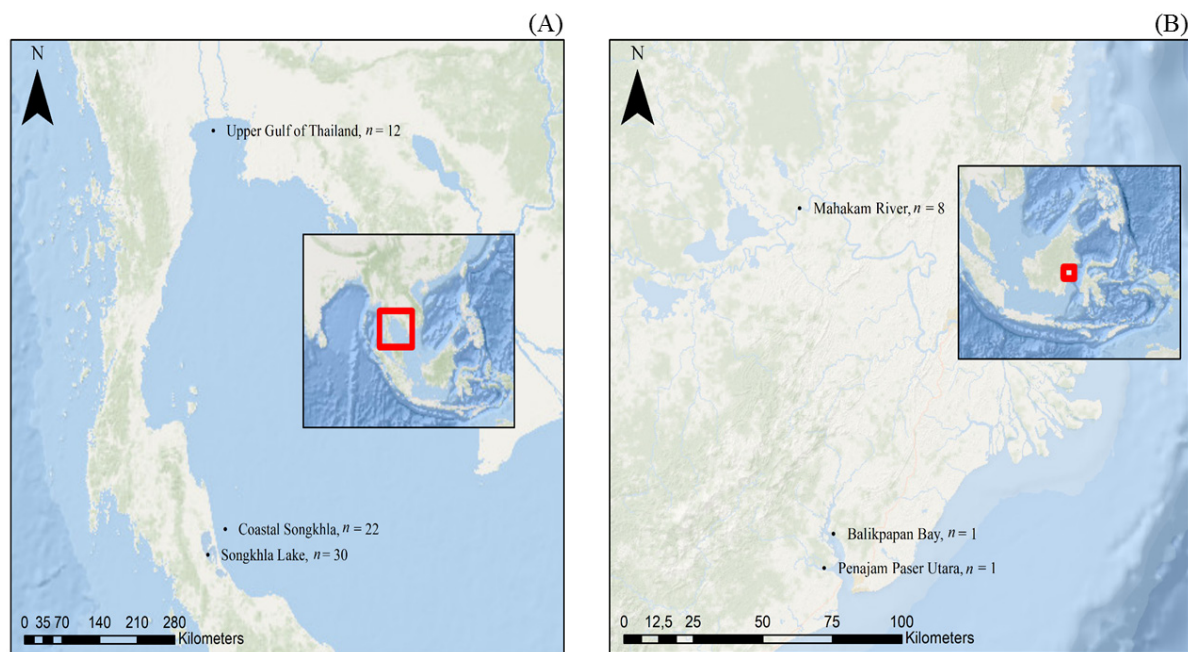 (A)
N
Upper Gulf of Thailand, n = 12
Coastal Songkhla, n = 22
Songkhla Lake, n = 30
0 35 70 140 210 280
Kilometers
(B)
N
Mahakam River, n = 8
Balikpapan Bay, n = 1
Penajam Paser Utara, n = 1
0 12,5 25 50 75 100
Kilometers